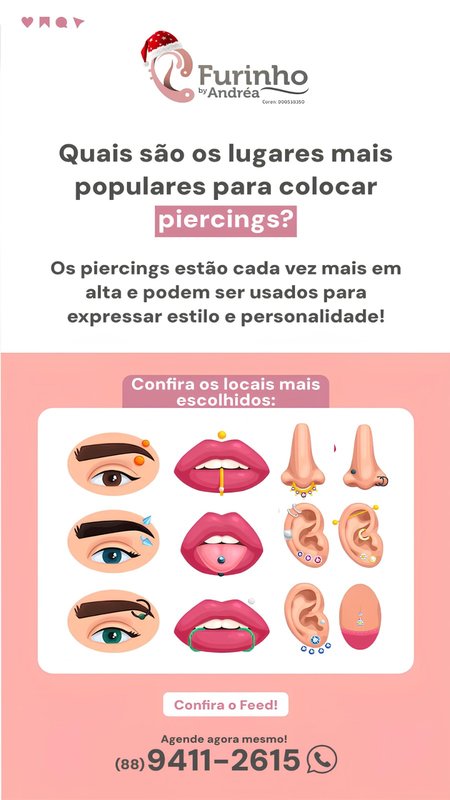 Furinho
by Andréa
Quais são os lugares mais
populares para colocar
piercings?
Os piercings estão cada vez mais em
alta e podem ser usados para
expressar estilo e personalidade!
Confira os locais mais
escolhidos:
Confira o Feed!
Agende agora mesmo!
(88) 9411-2615